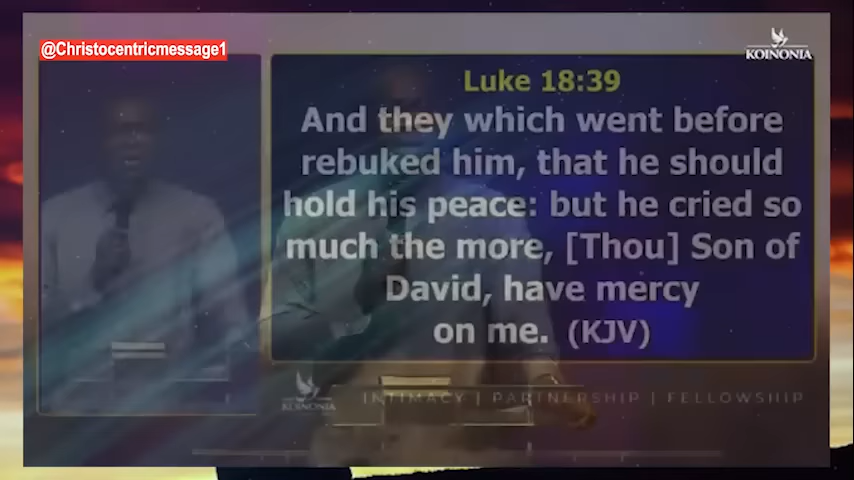 @Christocentricmessage1
KOINONIA
Luke 18:39
And they which went before
rebuked him, that he should
hold his peace: but he cried so
much the more, [Thou] Son of
David, have mercy
on me. (KJV)
KOINONIA
INTIMACY | PARTNERSHIP | FELLOWSHIP